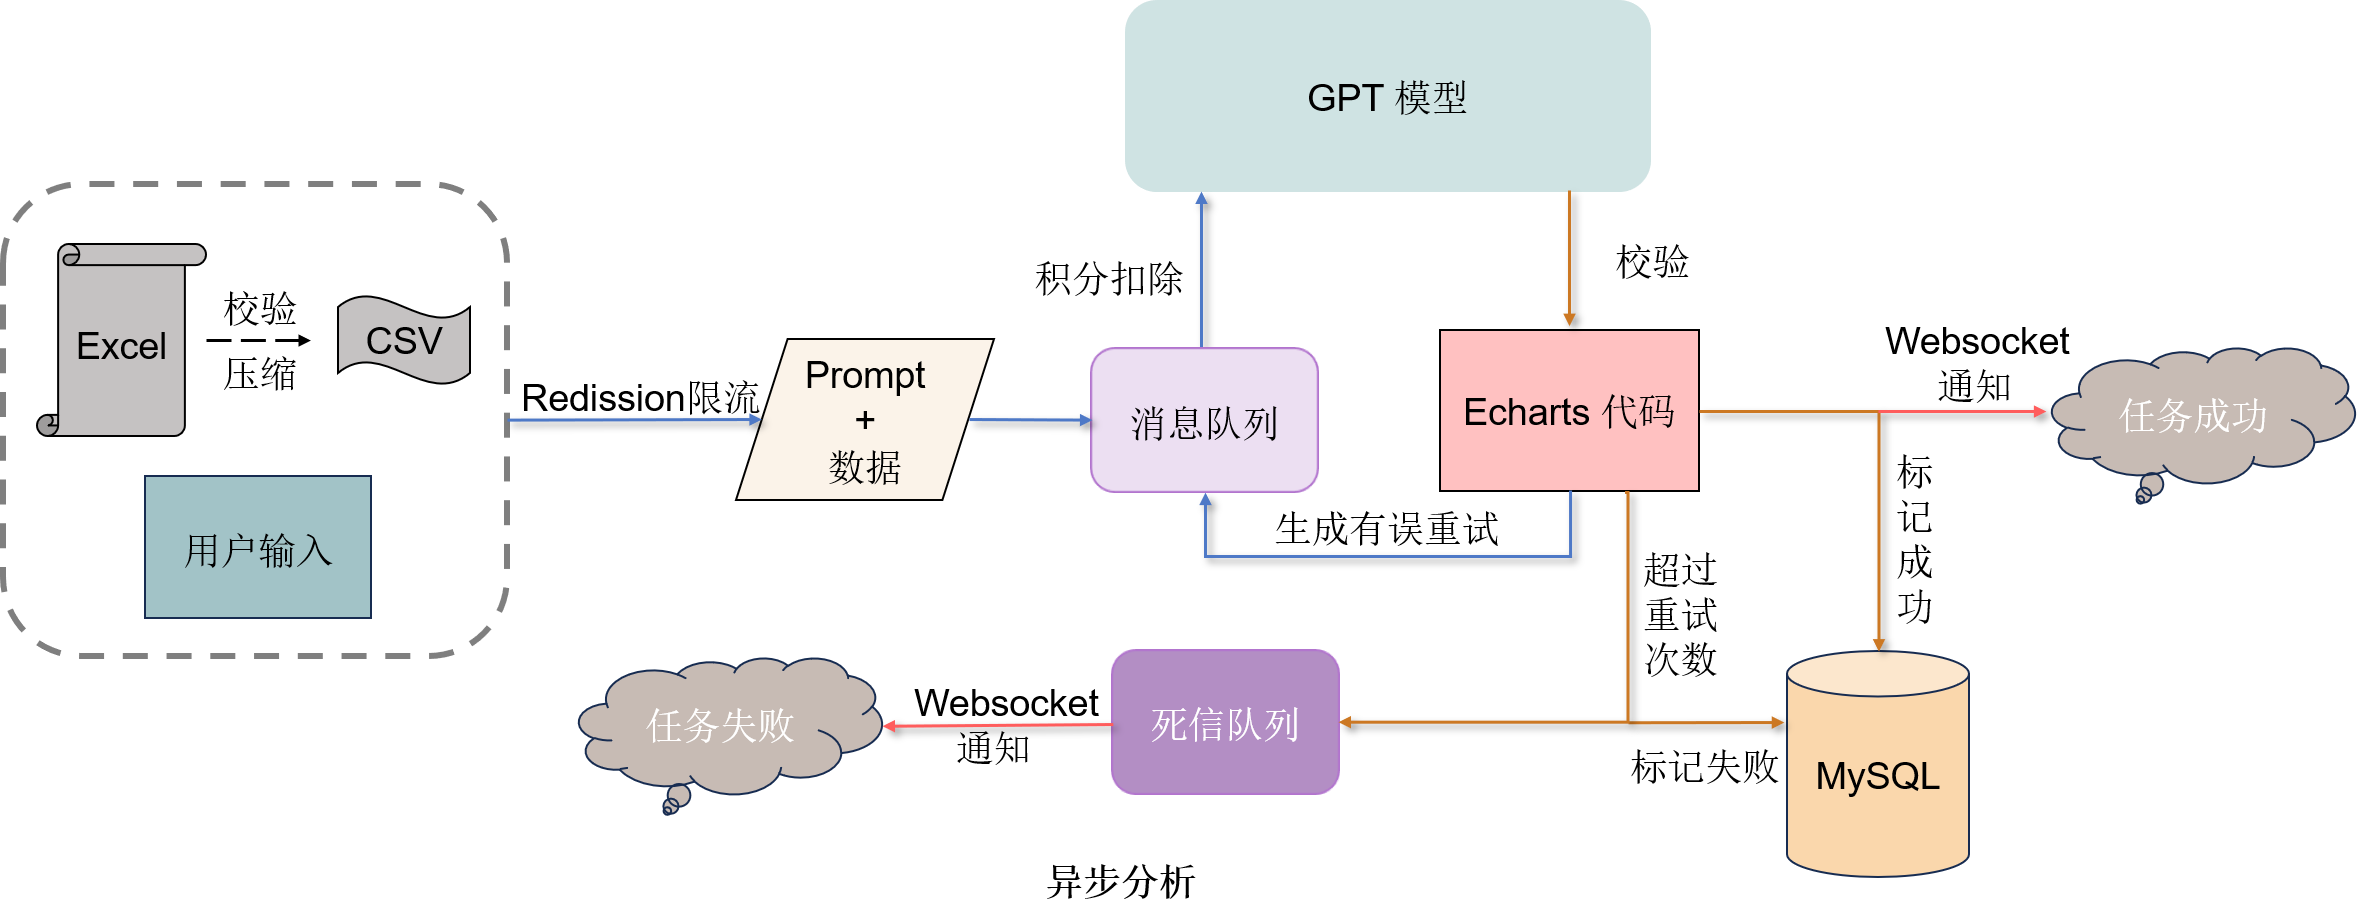 GPT 模型
积分扣除
校验
Excel
校验
压缩
CSV
用户输入
Redission限流
Prompt
+
数据
消息队列
Echarts 代码
Websocket
通知
任务成功
标
记
成
功
生成有误重试
超过
重试
次数
任务失败
Websocket
通知
死信队列
标记失败
MySQL
异步分析